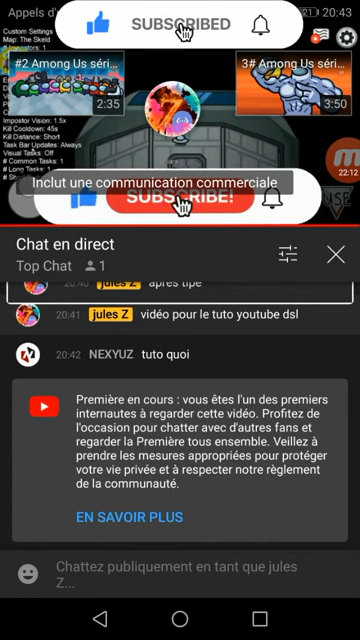 Appels d'
21
20:43
SUBSCRIBED
Custom Settings
Map: The Skeld
#2 Among Us séri...
2:35
3# Among Us séri...
3:50
Impostor Vision: 1.5x
Kill Cooldown: 45s
Kill Distance: Short
Task Bar Updates: Always
Visual Tasks: Off
# Common Tasks: 1
# Long Tasks: 1
22:12
Inclut une communication commerciale
SUBSCRIBE!
USE
Chat en direct
Top Chat 1
20:40 jules Z après tipe
20:41 jules Z vidéo pour le tuto youtube dsl
20:42 NEXYUZ tuto quoi
Première en cours : vous êtes l'un des premiers
internautes à regarder cette vidéo. Profitez de
l'occasion pour chatter avec d'autres fans et
regarder la Première tous ensemble. Veillez à
prendre les mesures appropriées pour protéger
votre vie privée et à respecter notre règlement
de la communauté.
EN SAVOIR PLUS
Chattez publiquement en tant que jules
Z...